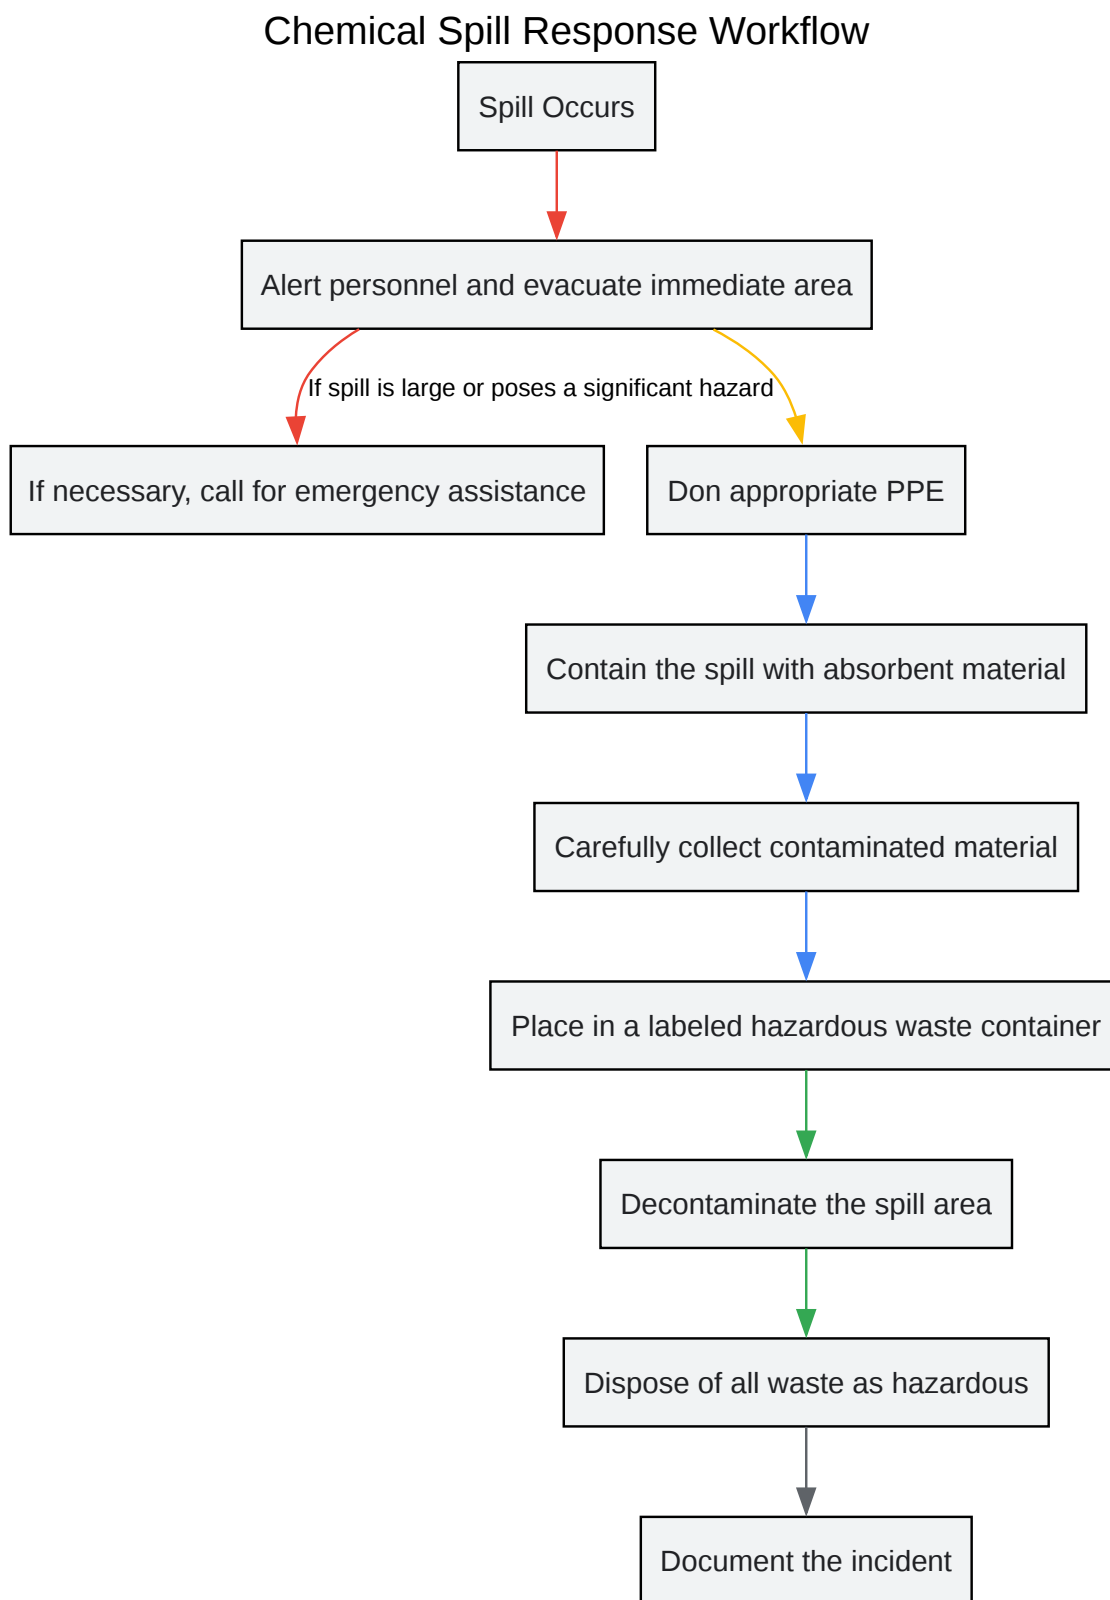 Chemical Spill Response Workflow
Spill Occurs
Alert personnel and evacuate immediate area
If spill is large or poses a significant hazard
If necessary, call for emergency assistance
Don appropriate PPE
Contain the spill with absorbent material
Carefully collect contaminated material
Place in a labeled hazardous waste container
Decontaminate the spill area
Dispose of all waste as hazardous
Document the incident